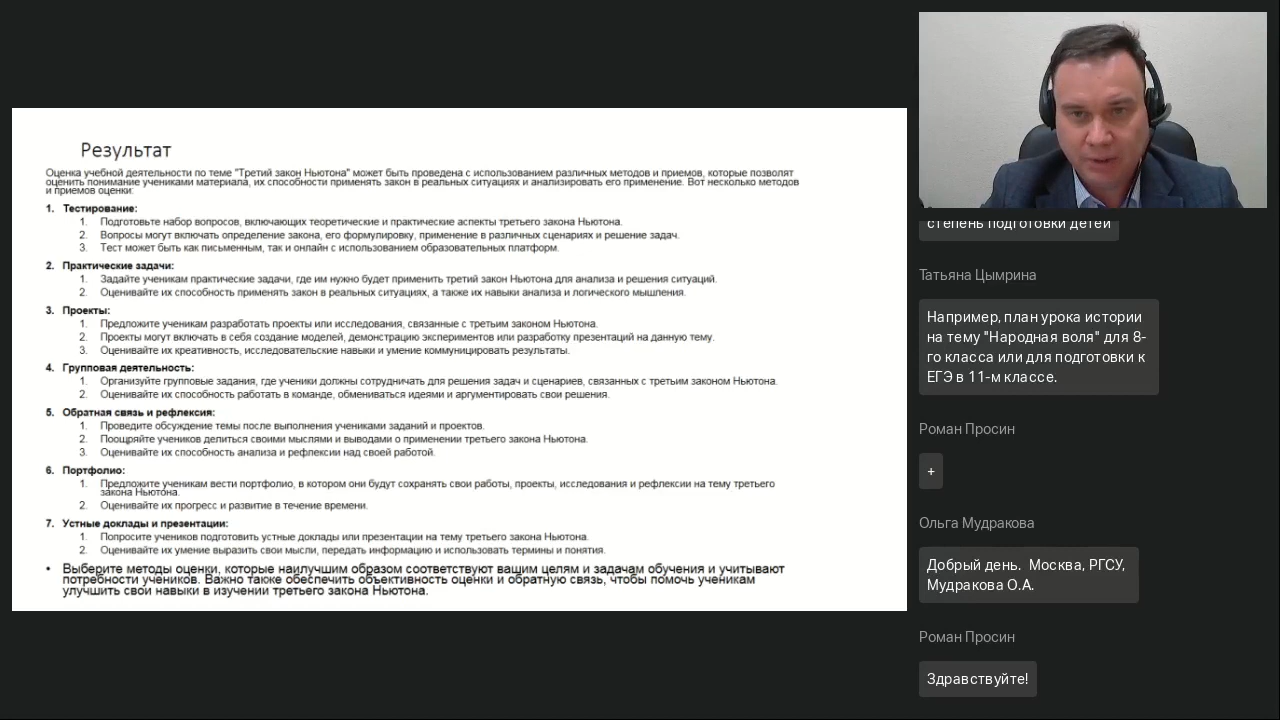 Результат
Оценка учебной деятельности по теме "Третий закон Ньютона" может быть проведена с использованием различных методов и приемов, которые позволят
оценить понимание учениками материала, их способности применять закон в реальных ситуациях и анализировать его применение. Вот несколько методов
и приемов оценки:
1. Тестирование:
1. Подготовьте набор вопросов, включающих теоретические и практические аспекты третьего закона Ньютона.
2. Вопросы могут включать определение закона, его формулировку, применение в различных сценариях и решение задач.
3. Тест может быть как письменным, так и онлайн с использованием образовательных платформ.
2. Практические задачи:
1. Задайте ученикам практические задачи, где им нужно будет применить третий закон Ньютона для анализа и решения ситуаций.
2. Оценивайте их способность применять закон в реальных ситуациях, а также их навыки анализа и логического мышления.
3. Проекты:
1. Предложите ученикам разработать проекты или исследования, связанные с третьим законом Ньютона.
2. Проекты могут включать в себя создание моделей, демонстрацию экспериментов или разработку презентаций на данную тему.
3. Оценивайте их креативность, исследовательские навыки и умение коммуницировать результаты.
4. Групповая деятельность:
1. Организуйте групповые задания, где ученики должны сотрудничать для решения задач и сценариев, связанных с третьим законом Ньютона.
2. Оценивайте их способность работать в команде, обмениваться идеями и аргументировать свои решения.
5. Обратная связь и рефлексия:
1. Проведите обсуждение темы после выполнения учениками заданий и проектов.
2. Поощряйте учеников делиться своими мыслями и выводами о применении третьего закона Ньютона.
3. Оценивайте их способность анализа и рефлексии над своей работой.
6. Портфолио:
1. Предложите ученикам вести портфолио, в котором они будут сохранять свои работы, проекты, исследования и рефлексии на тему третьего
закона Ньютона.
2. Оценивайте их прогресс и развитие в течение времени.
7. Устные доклады и презентации:
1. Попросите учеников подготовить устные доклады или презентации на тему третьего закона Ньютона.
2. Оценивайте их умение выразить свои мысли, передать информацию и использовать термины и понятия.
• Выберите методы оценки, которые наилучшим образом соответствуют вашим целям и задачам обучения и учитывают
потребности учеников. Важно также обеспечить объективность оценки и обратную связь, чтобы помочь ученикам
улучшить свои навыки в изучении третьего закона Ньютона.
степень подготовки детей
Татьяна Цымрина
Например, план урока истории
на тему "Народная воля" для 8-
го класса или для подготовки к
ЕГЭ в 11-м классе.
Роман Просин
+
Ольга Мудракова
Добрый день. Москва, РГСУ,
Мудракова О.А.
Роман Просин
Здравствуйте!